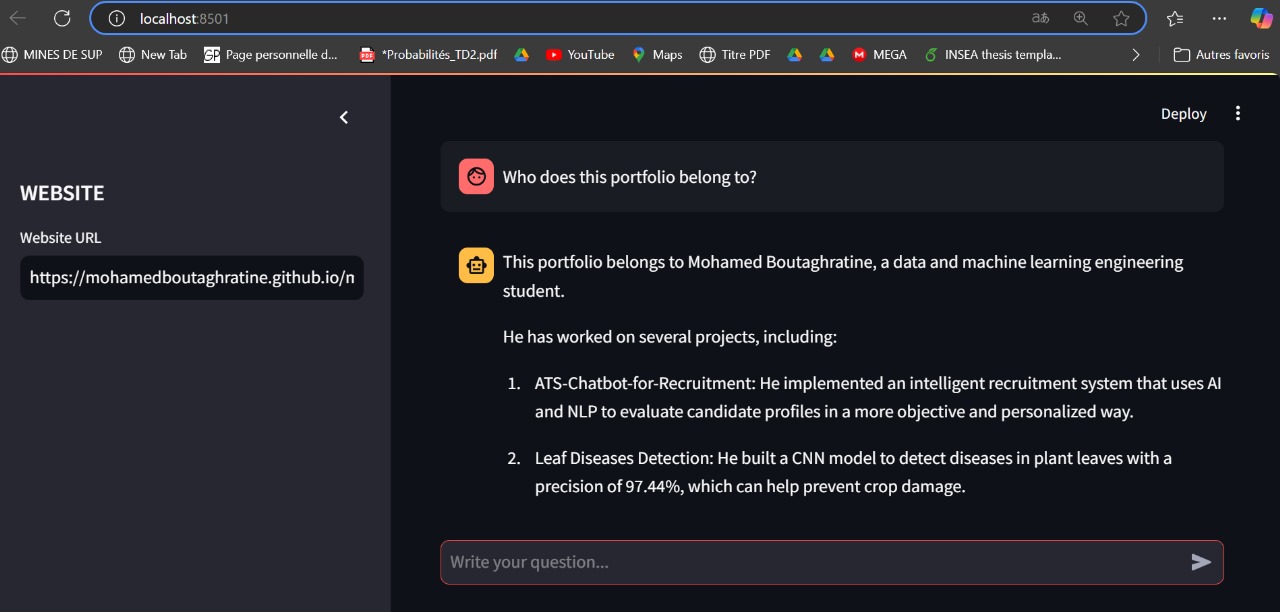 localhost:8501
aあ
MINES DE SUP
New Tab
GP Page personnelle d...
PDF *Probabilités_TD2.pdf
YouTube
Maps
Titre PDF
M MEGA
INSEA thesis templa...
Autres favoris
Deploy
WEBSITE
Website URL
https://mohamedboutaghratine.github.io/m
Who does this portfolio belong to?
This portfolio belongs to Mohamed Boutaghratine, a data and machine learning engineering
student.
He has worked on several projects, including:
1. ATS-Chatbot-for-Recruitment: He implemented an intelligent recruitment system that uses AI
and NLP to evaluate candidate profiles in a more objective and personalized way.
2. Leaf Diseases Detection: He built a CNN model to detect diseases in plant leaves with a
precision of 97.44%, which can help prevent crop damage.
Write your question...